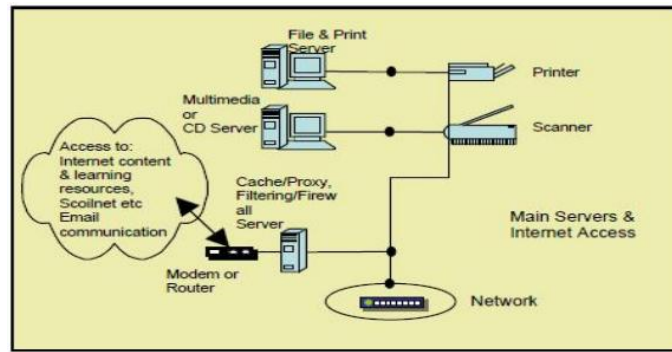 File & Print
Server
Printer
Multimedia
or
CD Server
Scanner
Access to:
Internet content
& learning
resources,
Scoilnet etc
Email
communication
Cache/Proxy,
Filtering/Firew
all
Server
Main Servers &
Internet Access
Modem or
Router
Network